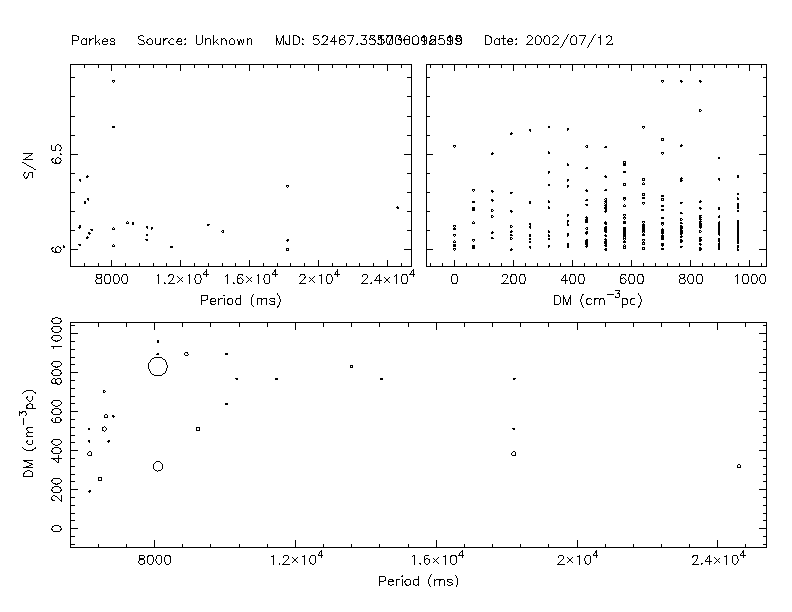 Parkes Source: Unknown MJD: 52467. Date: 2002/07/12
S/N
6.5
6
8000 1.2×10⁴ 1.6×10⁴ 2×10⁴ 2.4×10⁴
Period (ms)
0 200 400 600 800 1000
DM (cm⁻³pc)
DM (cm⁻³pc)
1000
800
600
400
200
0
8000 1.2×10⁴ 1.6×10⁴ 2×10⁴ 2.4×10⁴
Period (ms)